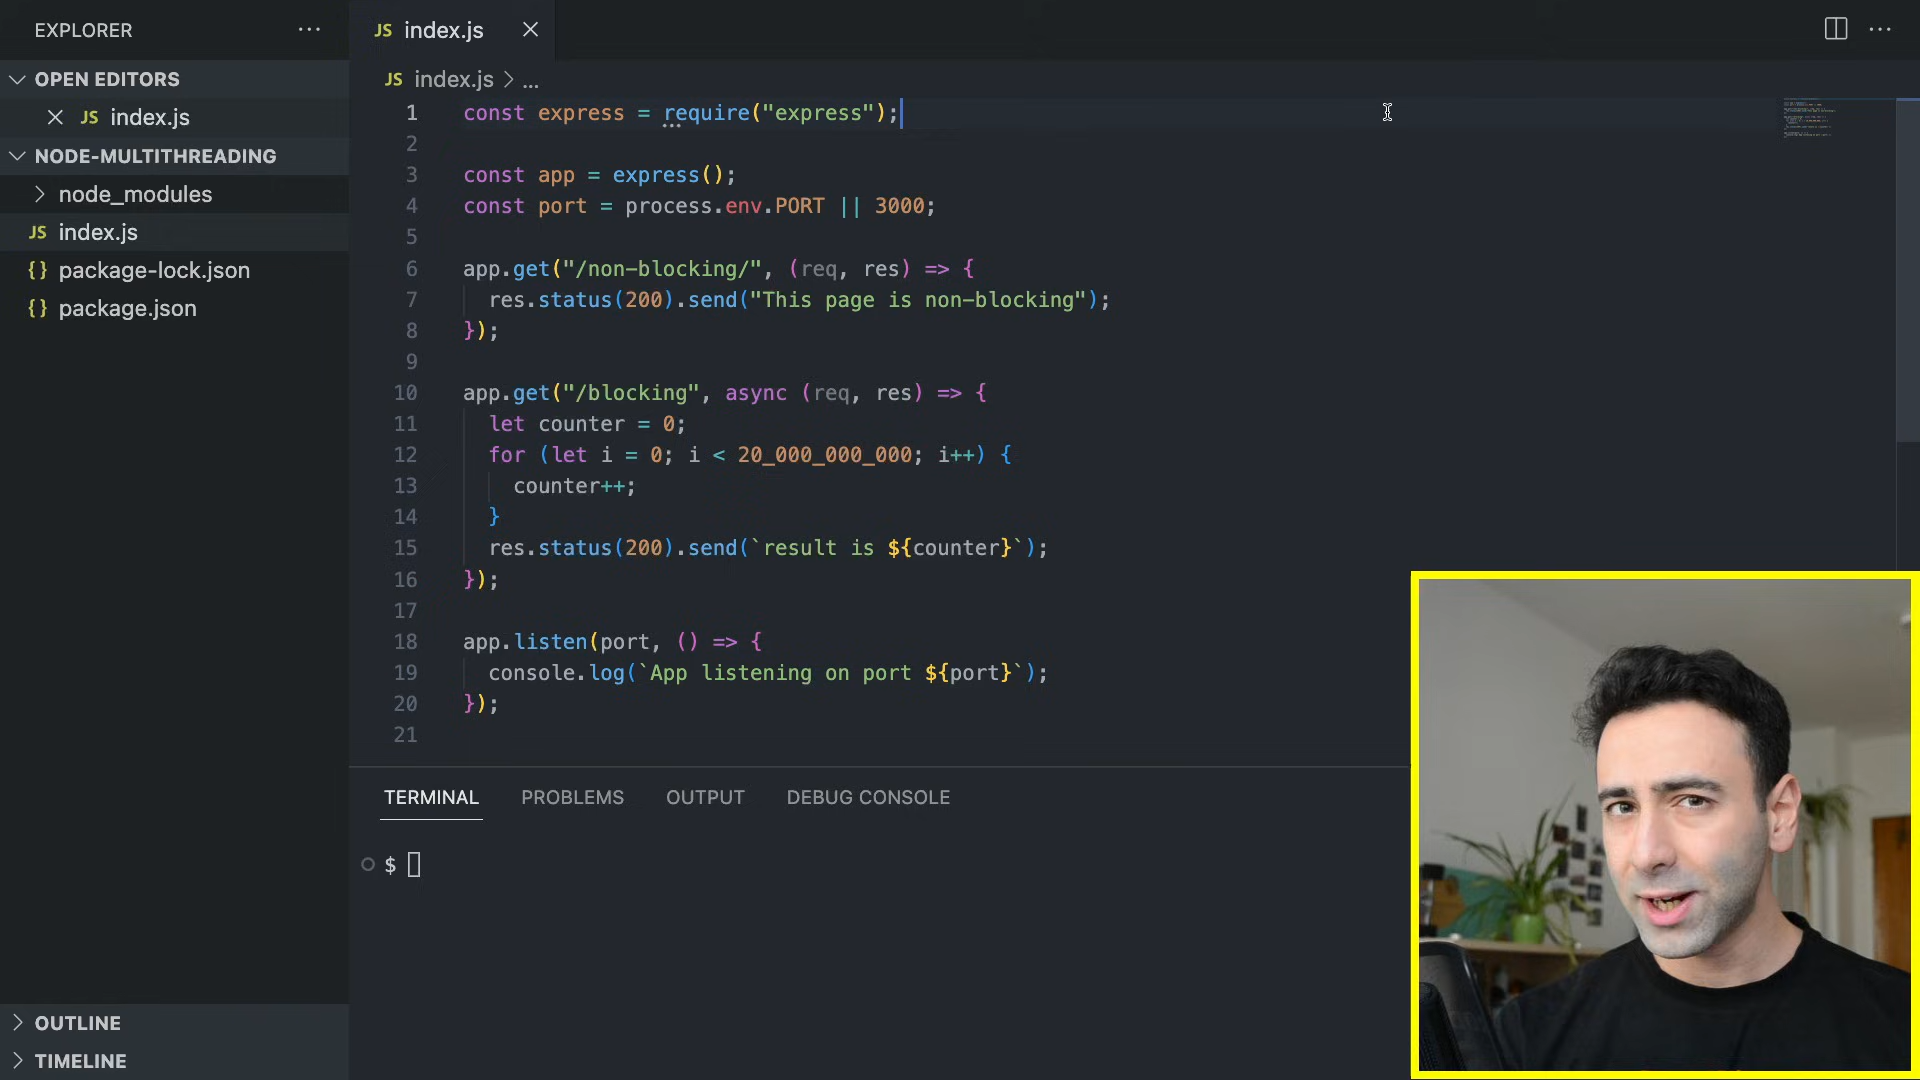 EXPLORER ...
OPEN EDITORS
JS index.js
NODE-MULTITHREADING
node_modules
JS index.js
{} package-lock.json
{} package.json
OUTLINE
TIMELINE
JS index.js
JS index.js > ...
1 const express = require("express");
2
3 const app = express();
4 const port = process.env.PORT || 3000;
5
6 app.get("/non-blocking/", (req, res) => {
7 res.status(200).send("This page is non-blocking");
8 });
9
10 app.get("/blocking", async (req, res) => {
11 let counter = 0;
12 for (let i = 0; i < 20_000_000_000; i++) {
13 counter++;
14 }
15 res.status(200).send(`result is ${counter}`);
16 });
17
18 app.listen(port, () => {
19 console.log(`App listening on port ${port}`);
20 });
21
TERMINAL PROBLEMS OUTPUT DEBUG CONSOLE
$